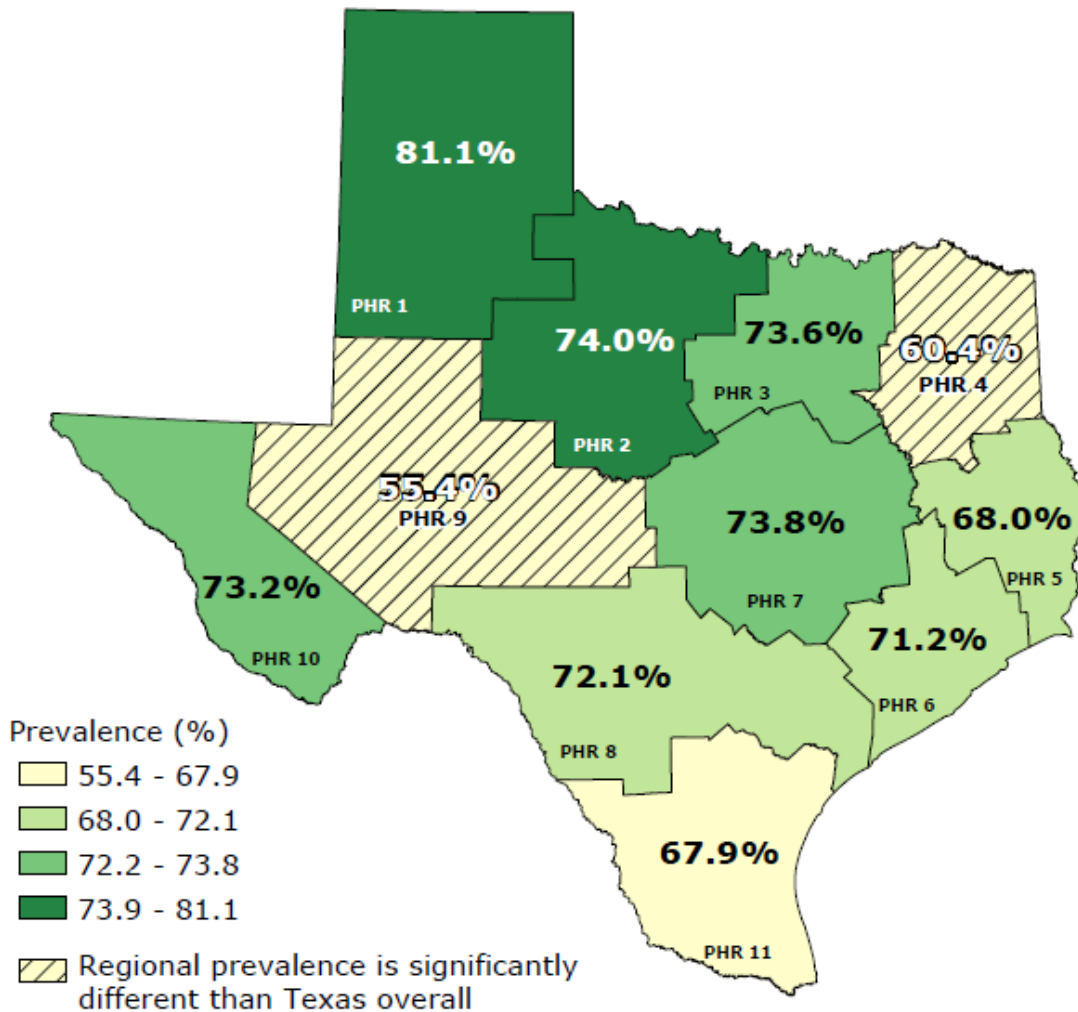 81.1%
PHR 1
74.0%
PHR 2
73.6%
PHR 3
60.4%
PHR 4
55.4%
PHR 9
73.8%
PHR 7
68.0%
PHR 5
73.2%
PHR 10
71.2%
PHR 6
72.1%
PHR 8
67.9%
PHR 11
Prevalence (%)
55.4 - 67.9
68.0 - 72.1
72.2 - 73.8
73.9 - 81.1
Regional prevalence is significantly
different than Texas overall